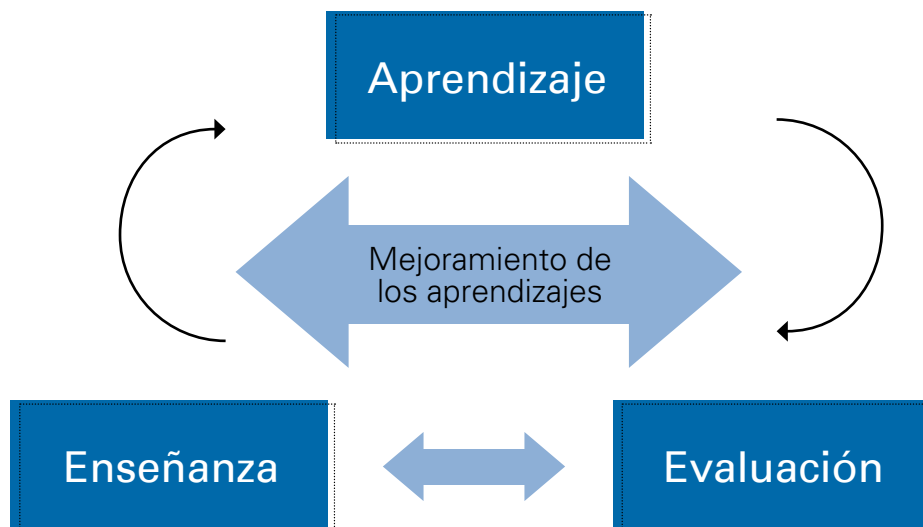 Aprendizaje
Mejoramiento de
los aprendizajes
Enseñanza
Evaluación